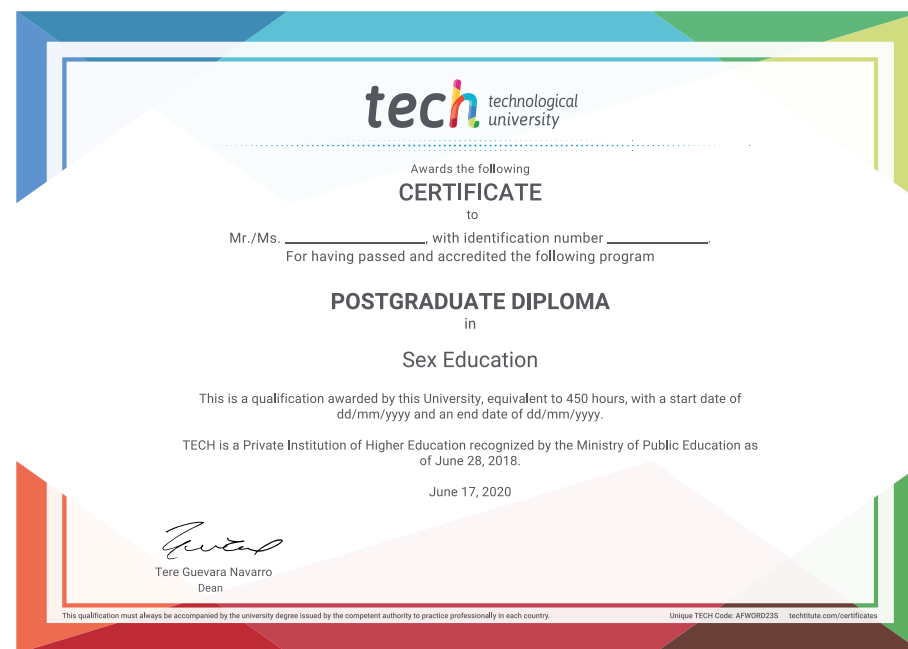 tech technological
university
Awards the following
CERTIFICATE
to
Mr./Ms. ____________________, with identification number ______________.
For having passed and accredited the following program
POSTGRADUATE DIPLOMA
in
Sex Education
This is a qualification awarded by this University, equivalent to 450 hours, with a start date of
dd/mm/yyyy and an end date of dd/mm/yyyy.
TECH is a Private Institution of Higher Education recognized by the Ministry of Public Education as
of June 28, 2018.
June 17, 2020
Tere Guevara Navarro
Dean
This qualification must always be accompanied by the university degree issued by the competent authority to practice professionally in each country. Unique TECH Code: AFWORD23S techtitute.com/certificates